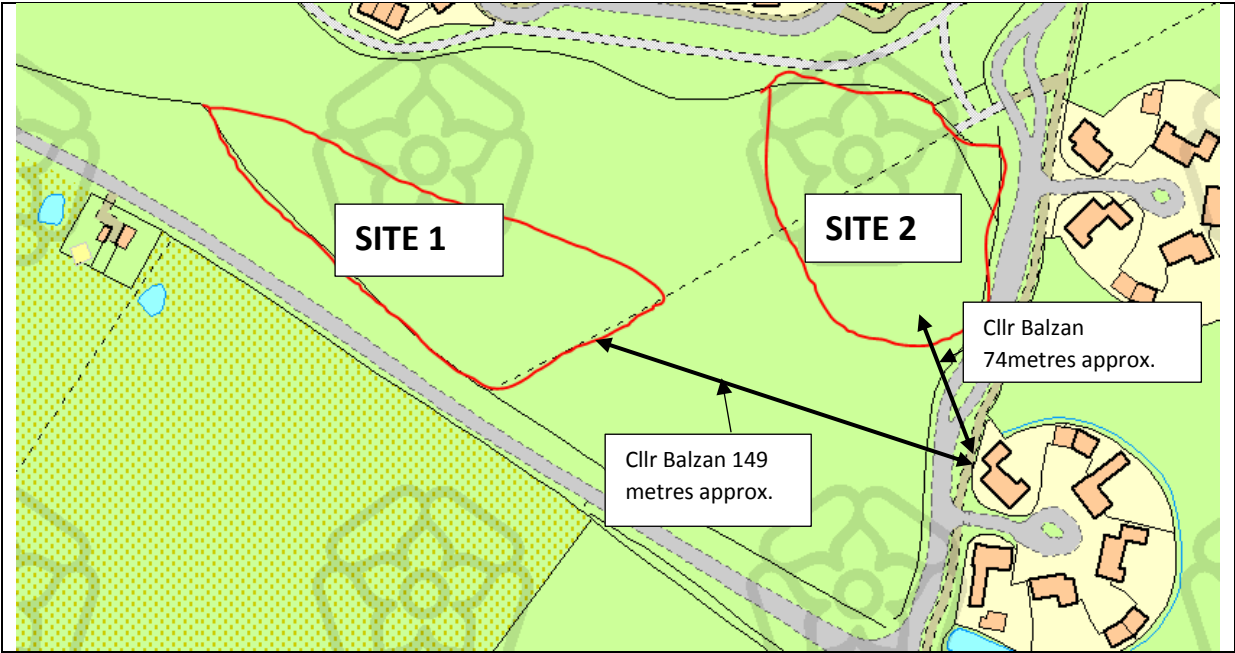 SITE 1
SITE 2
Cllr Balzan
74metres approx.
Cllr Balzan 149
metres approx.